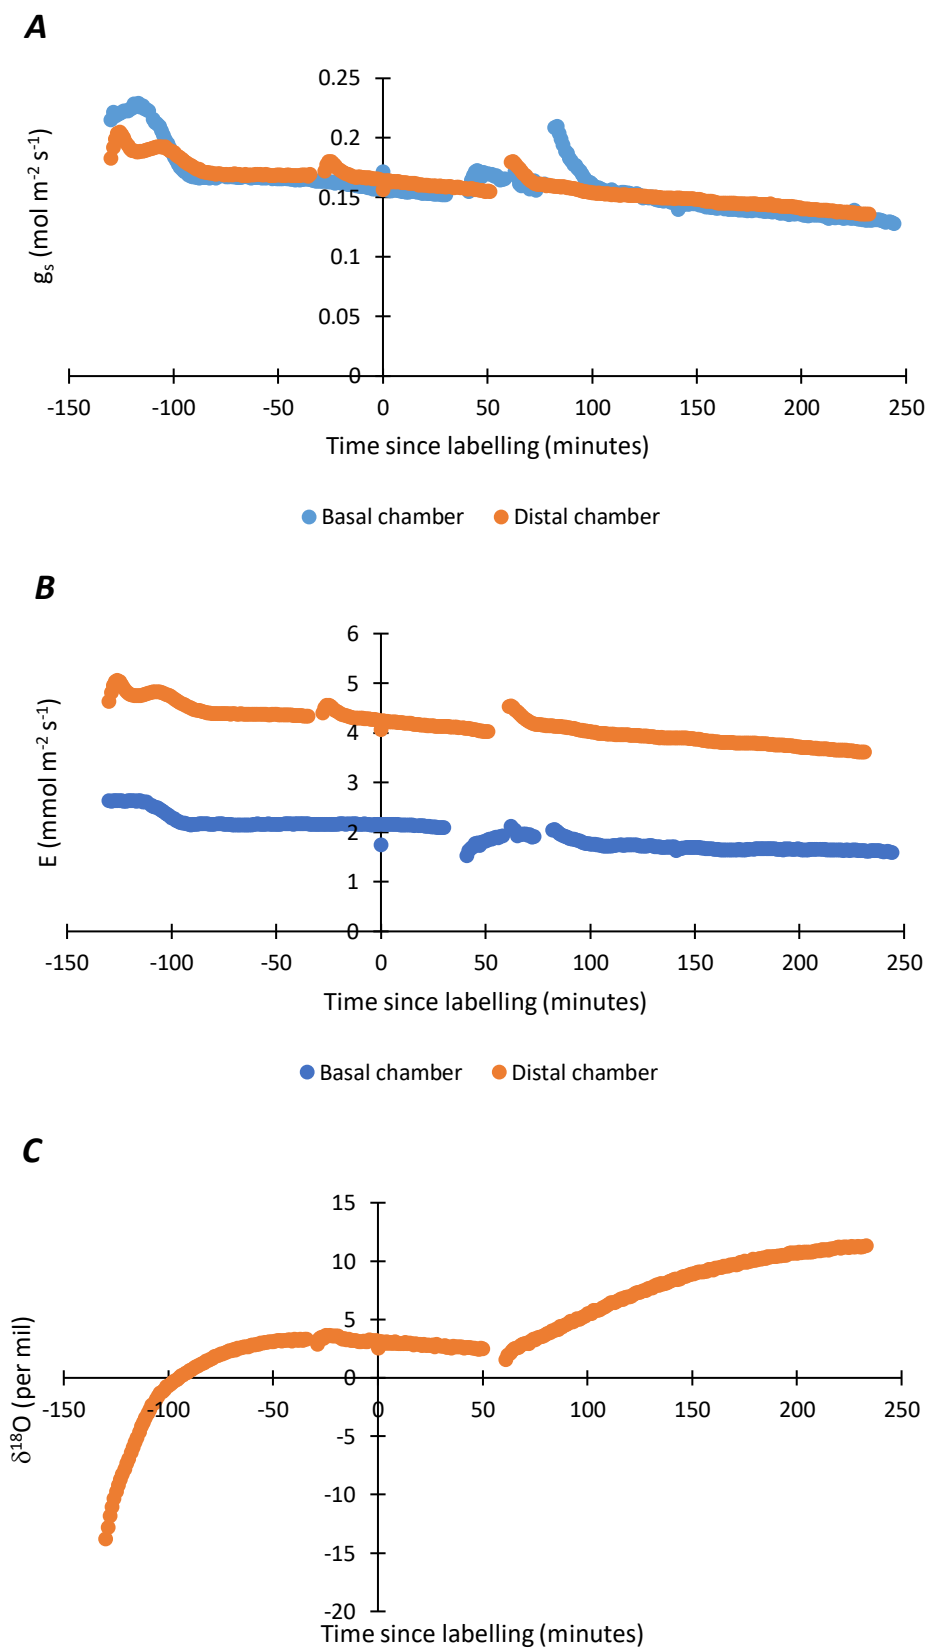 A
0.25
0.2
0.15
0.1
0.05
0
gs (mol m-2 s-1)
-150 -100 -50 0 50 100 150 200 250
Time since labelling (minutes)
Basal chamber Distal chamber
B
6
5
4
3
2
1
0
E (mmol m-2 s-1)
-150 -100 -50 0 50 100 150 200 250
Time since labelling (minutes)
Basal chamber Distal chamber
C
15
10
5
0
-150 -100 -50 0 50 100 150 200 250
-5
-10
-15
-20
δ18O (per mil)
Time since labelling (minutes)